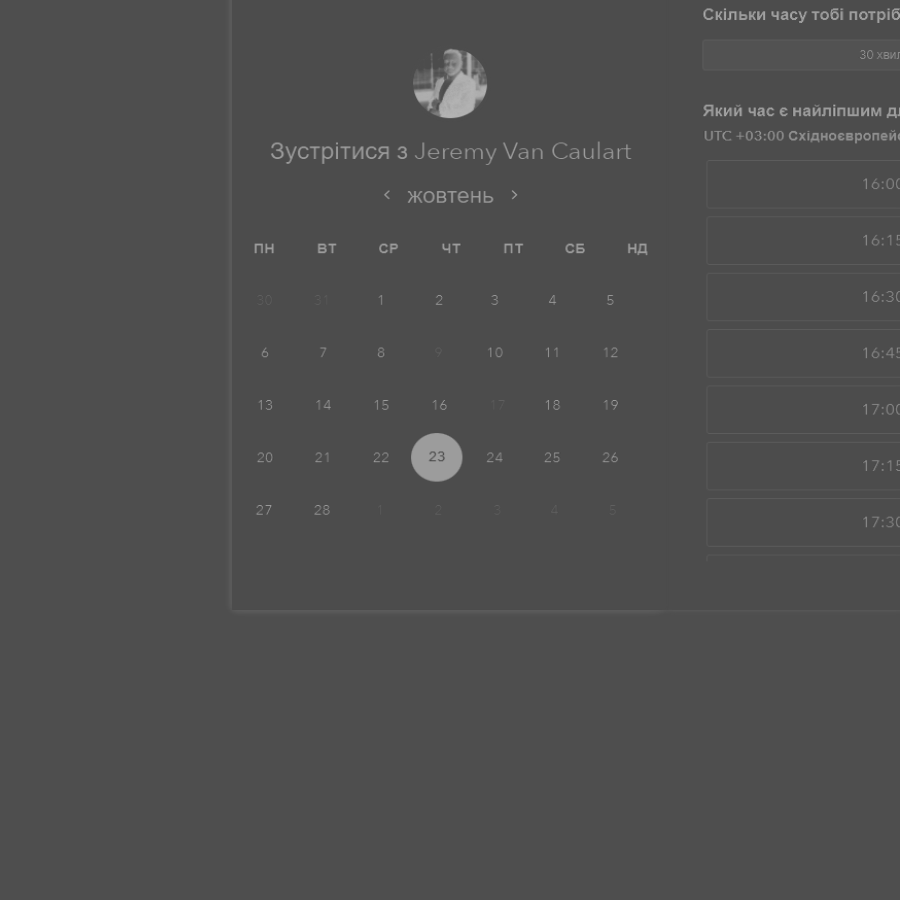 Зустрітися з Jeremy Van Caulart
жовтень
ПН ВТ СР ЧТ ПТ СБ НД
30 31 1 2 3 4 5
6 7 8 9 10 11 12
13 14 15 16 17 18 19
20 21 22 23 24 25 26
27 28 1 2 3 4 5
Скільки часу тобі
30
Який час є найліпшим
UTC +03:00
16:00
16:15
16:30
16:45
17:00
17:15
17:30